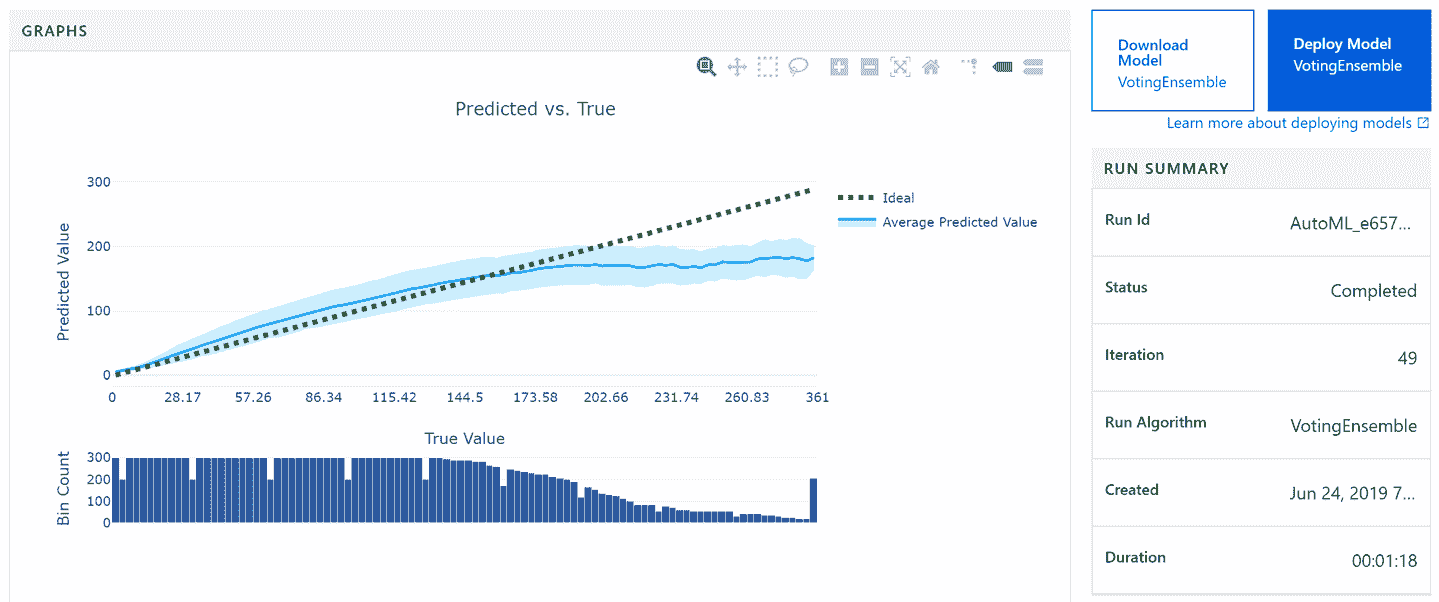 GRAPHS
Predicted vs. True
Predicted Value
300
200
100
0
0 28.17 57.26 86.34 115.42 144.5 173.58 202.66 231.74 260.83 361
True Value
Ideal
Average Predicted Value
Bin Count
300
200
100
0
Download
Model
VotingEnsemble
Deploy Model
VotingEnsemble
Learn more about deploying models
RUN SUMMARY
Run Id AutoML_e657...
Status Completed
Iteration 49
Run Algorithm VotingEnsemble
Created Jun 24, 2019 7...
Duration 00:01:18